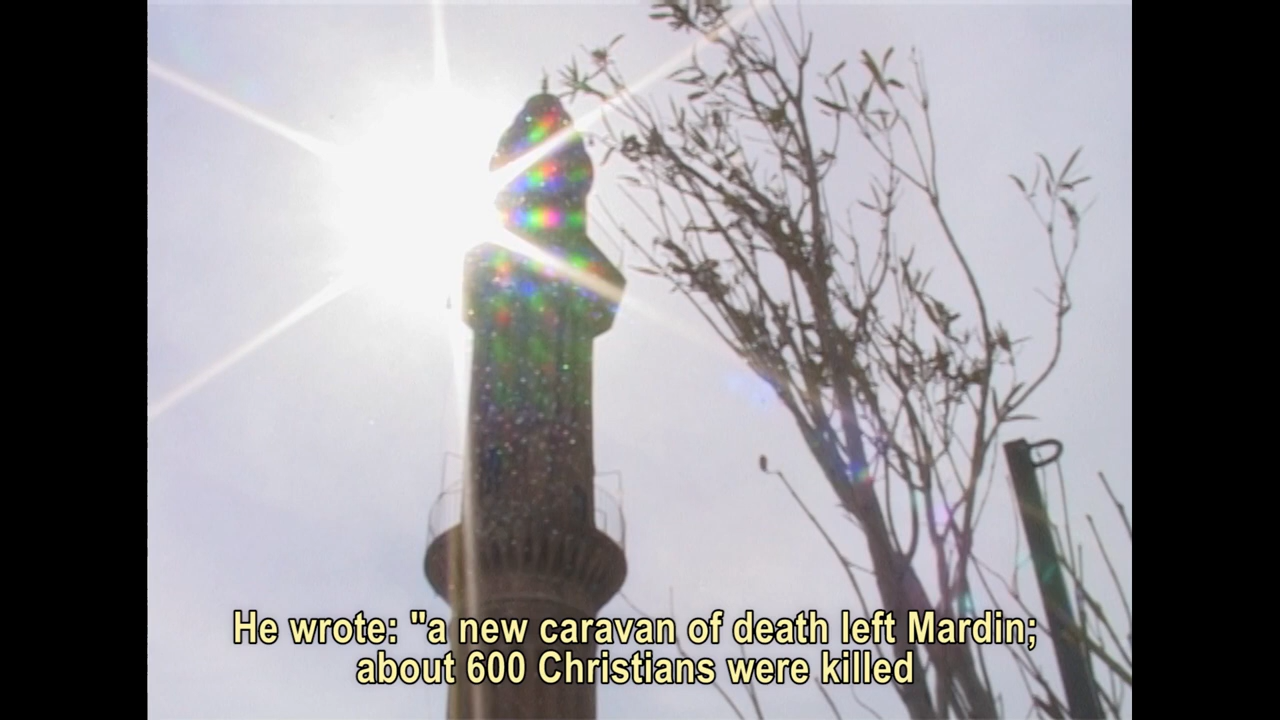 He wrote: "a new caravan of death left Mardin;
about 600 Christians were killed